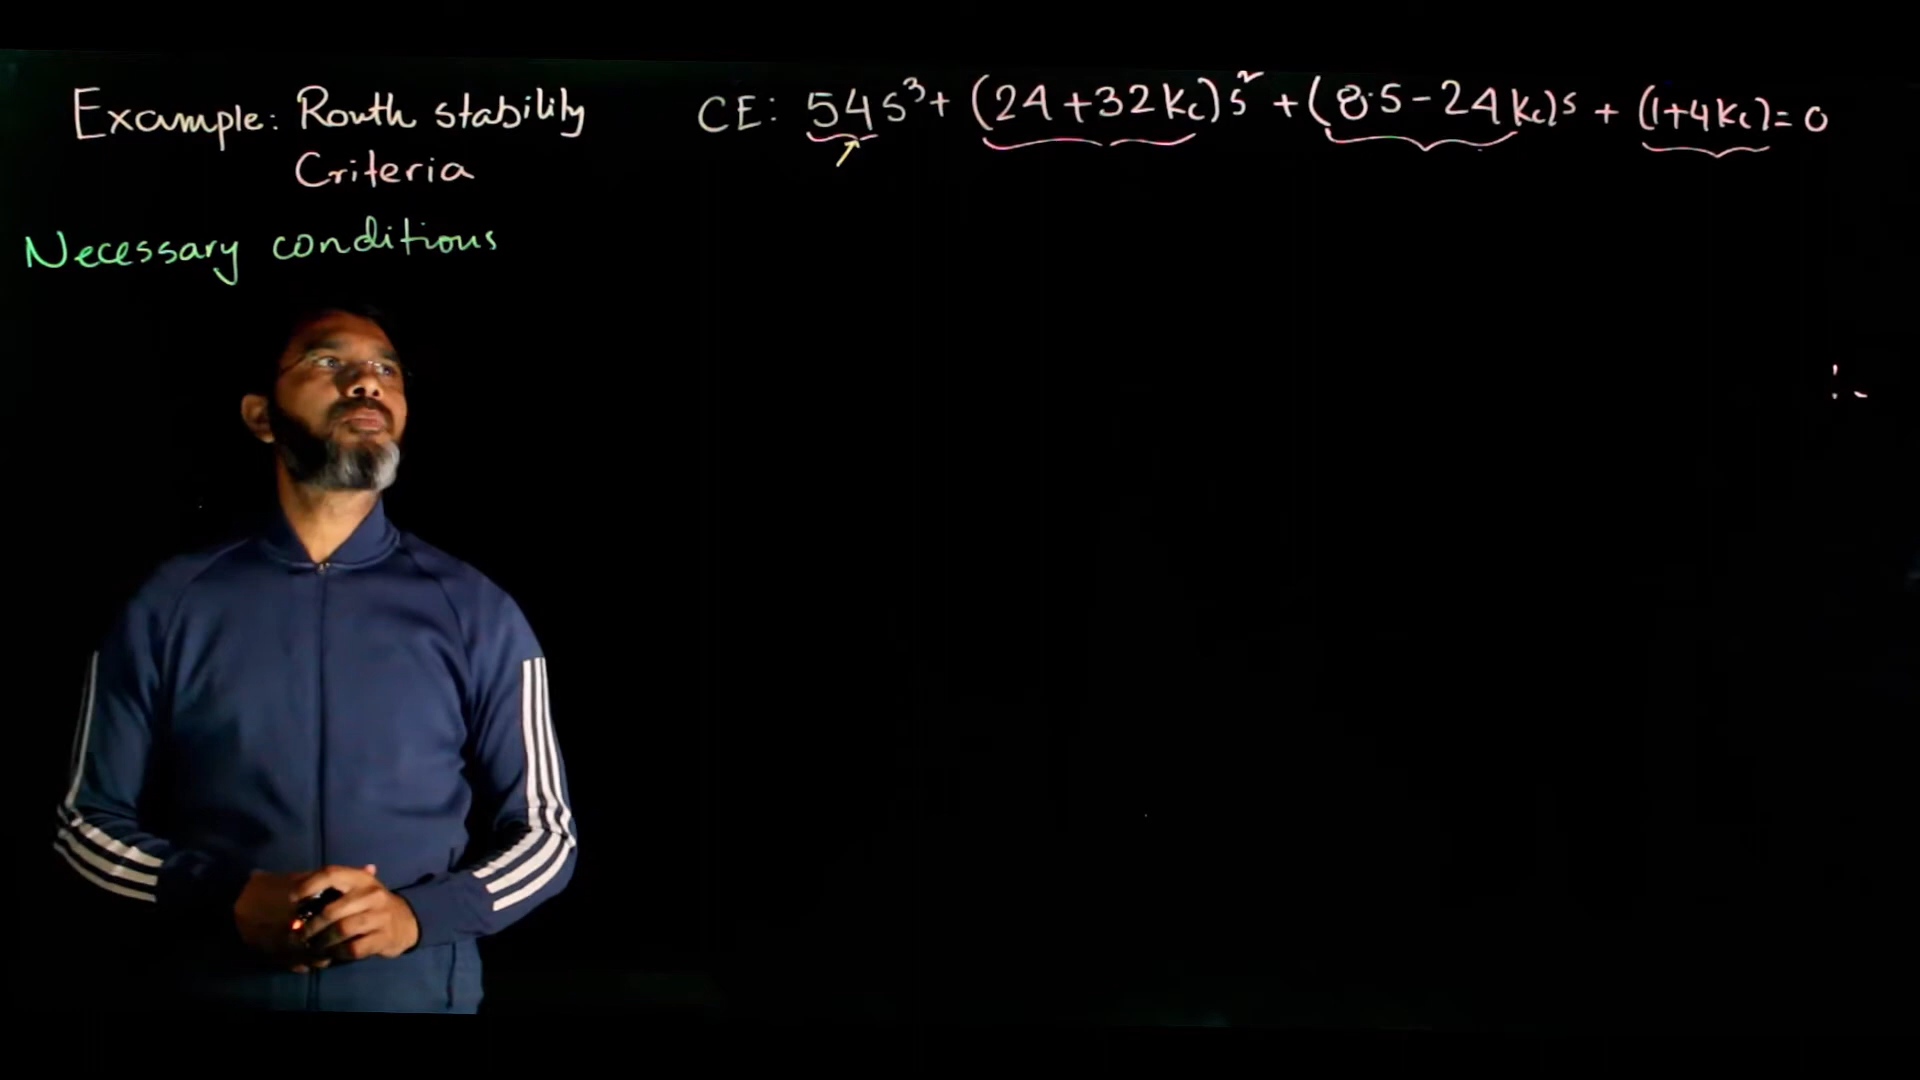 Example: Routh stability
Criteria
CE: 54s³+ (24+32Kc)s² +(8.5-24Kc)s + (1+4Kc)=0
Necessary conditions